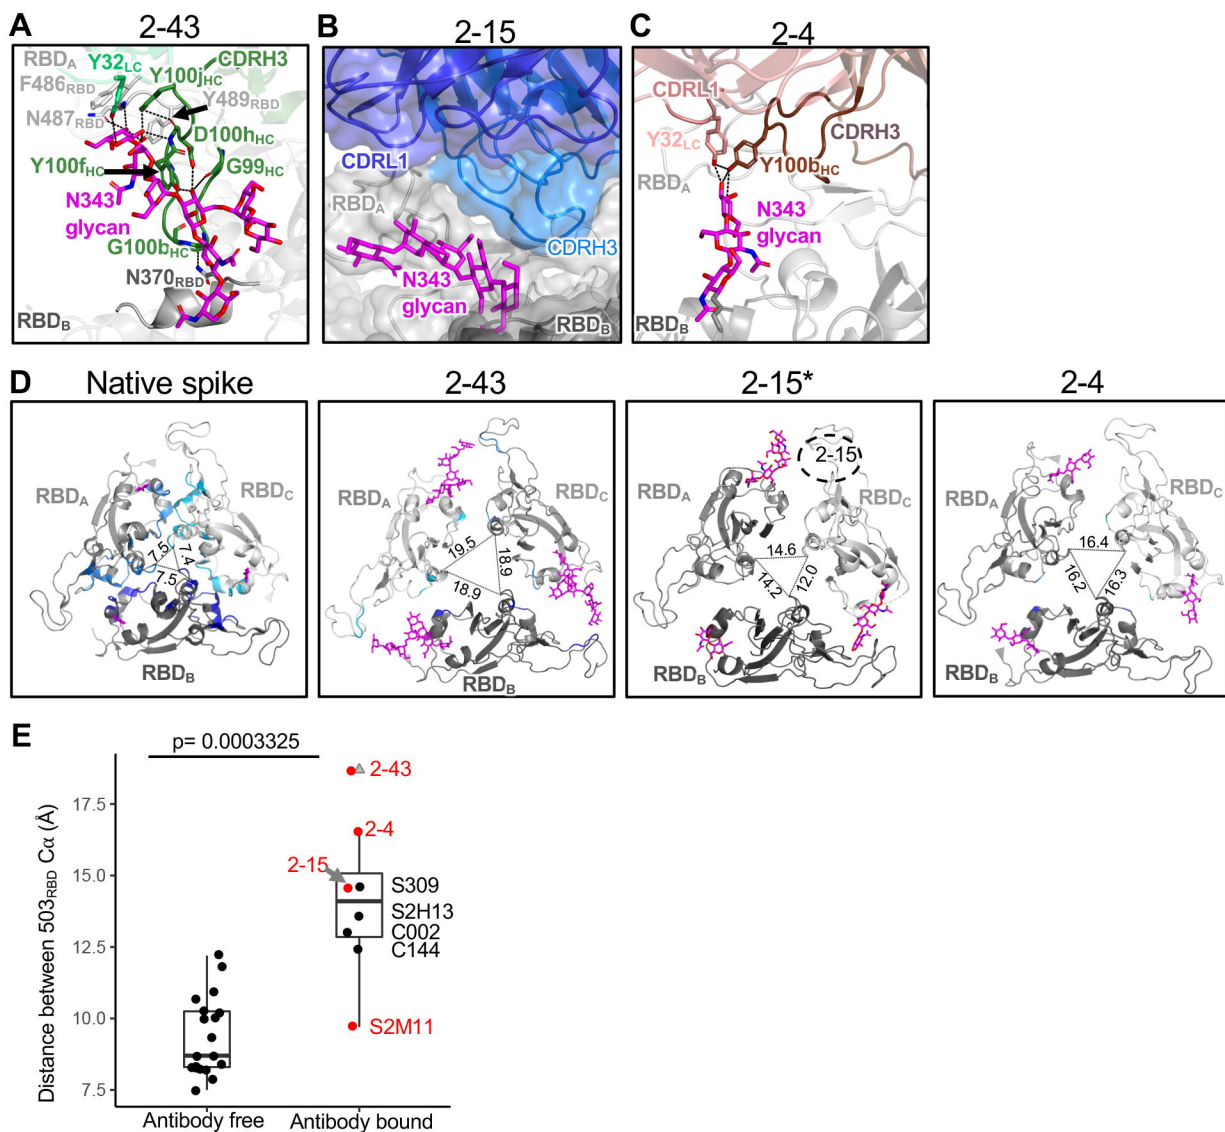 A
2-43
RBDA
Y32LC
CDRH3
Y100jHC
F486RBD
Y489RBD
N487RBD
D100hHC
Y100fHC
G99HC
N343
glycan
G100bHC
N370RBD
RBDB
B
2-15
CDRL1
RBDA
CDRH3
N343
glycan
RBDB
C
2-4
CDRL1
CDRH3
Y32LC
Y100bHC
RBDA
N343
glycan
RBDB
D
Native spike
RBDA
RBDC
7.5
7.4
7.5
RBDB
2-43
RBDA
RBDC
19.5
18.9
18.9
RBDB
2-15*
2-15
RBDA
RBDC
14.6
14.2
12.0
RBDB
2-4
RBDA
RBDC
16.4
16.2
16.3
RBDB
E
p= 0.0003325
Distance between 503RBD Cα (Å)
17.5
15.0
12.5
10.0
7.5
2-43
2-4
2-15
S309
S2H13
C002
C144
S2M11
Antibody free
Antibody bound